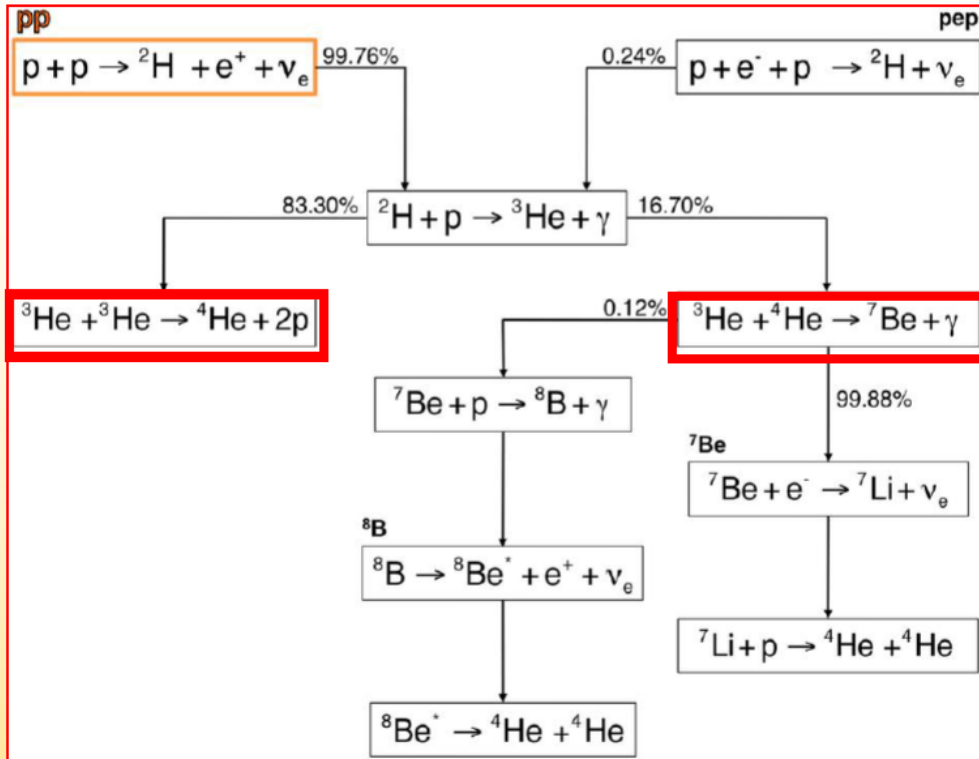 pp
pep
p + p → ²H + e⁺ + νₑ
99.76%
0.24%
p + e⁻ + p → ²H + νₑ
83.30%
²H + p → ³He + γ
16.70%
³He + ³He → ⁴He + 2p
0.12%
³He + ⁴He → ⁷Be + γ
⁷Be + p → ⁸B + γ
99.88%
⁷Be
⁷Be + e⁻ → ⁷Li + νₑ
⁸B
⁸B → ⁸Be* + e⁺ + νₑ
⁷Li + p → ⁴He + ⁴He
⁸Be* → ⁴He + ⁴He